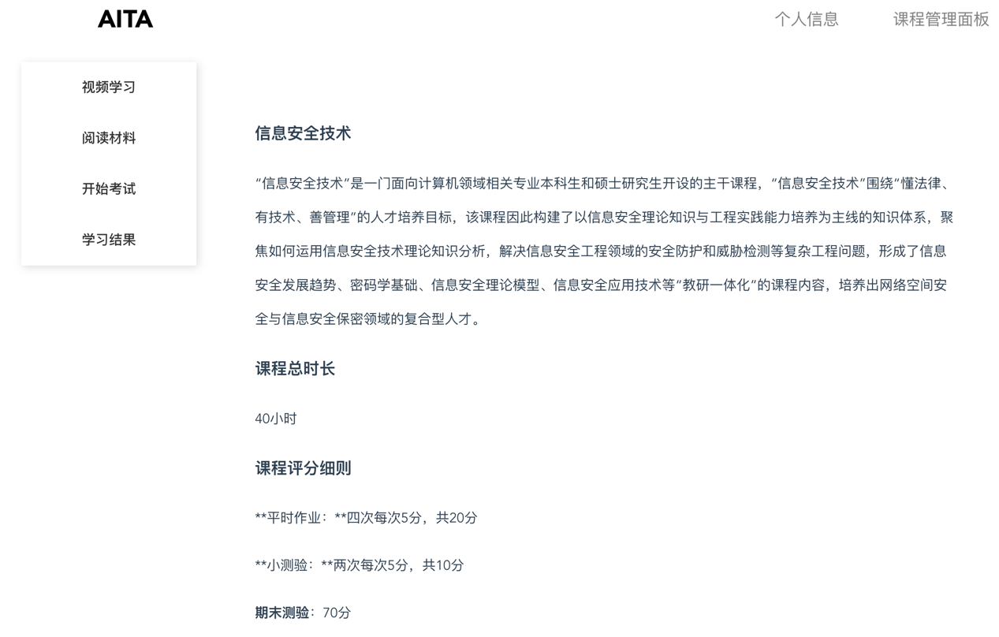 AITA
个人信息
课程管理面板
视频学习
阅读材料
开始考试
学习结果
信息安全技术
“信息安全技术”是一门面向计算机领域相关专业本科生和硕士研究生开设的主干课程，“信息安全技术”围绕“懂法律、
有技术、善管理”的人才培养目标，该课程因此构建了以信息安全理论知识与工程实践能力培养为主线的知识体系，聚
焦如何运用信息安全技术理论知识分析，解决信息安全工程领域的安全防护和威胁检测等复杂工程问题，形成了信息
安全发展趋势、密码学基础、信息安全理论模型、信息安全应用技术等“教研一体化”的课程内容，培养出网络空间安
全与信息安全保密领域的复合型人才。
课程总时长
40小时
课程评分细则
**平时作业：**四次每次5分，共20分
**小测验：**两次每次5分，共10分
期末测验：70分